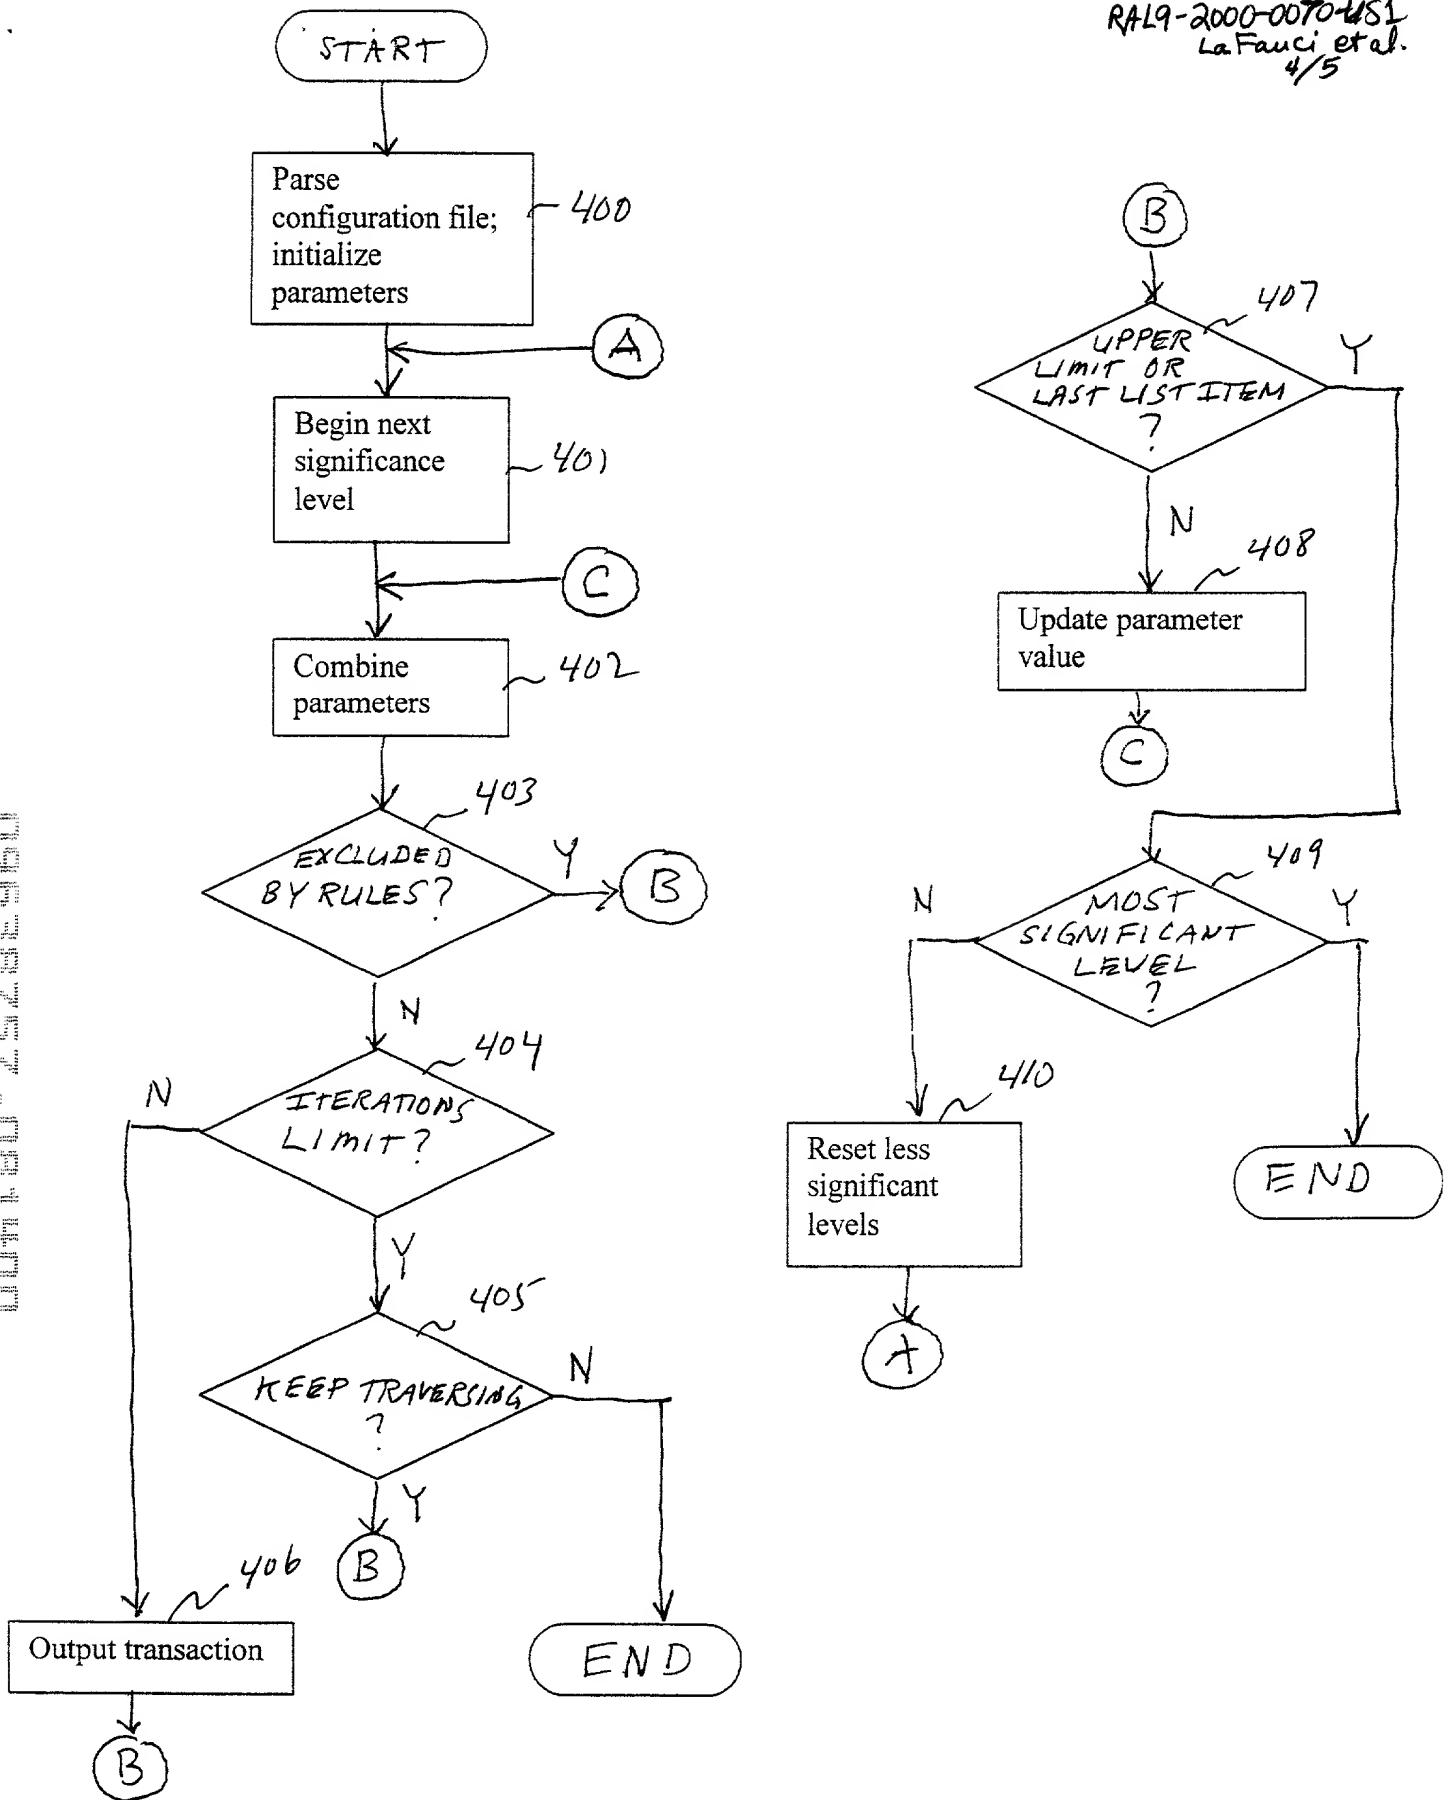 RAL9-2000-0070-US1
La Fauci et al.
4/5
START
Parse
configuration file;
initialize
parameters
400
A
Begin next
significance
level
401
C
Combine
parameters
402
403
EXCLUDED
BY RULES?
Y
B
N
404
ITERATIONS
LIMIT?
N
Y
405
KEEP TRAVERSING
?
N
Y
B
406
Output transaction
B
END
B
407
UPPER
LIMIT OR
LAST LIST ITEM
?
Y
N
408
Update parameter
value
C
409
MOST
SIGNIFICANT
LEVEL
?
N
Y
410
Reset less
significant
levels
A
END